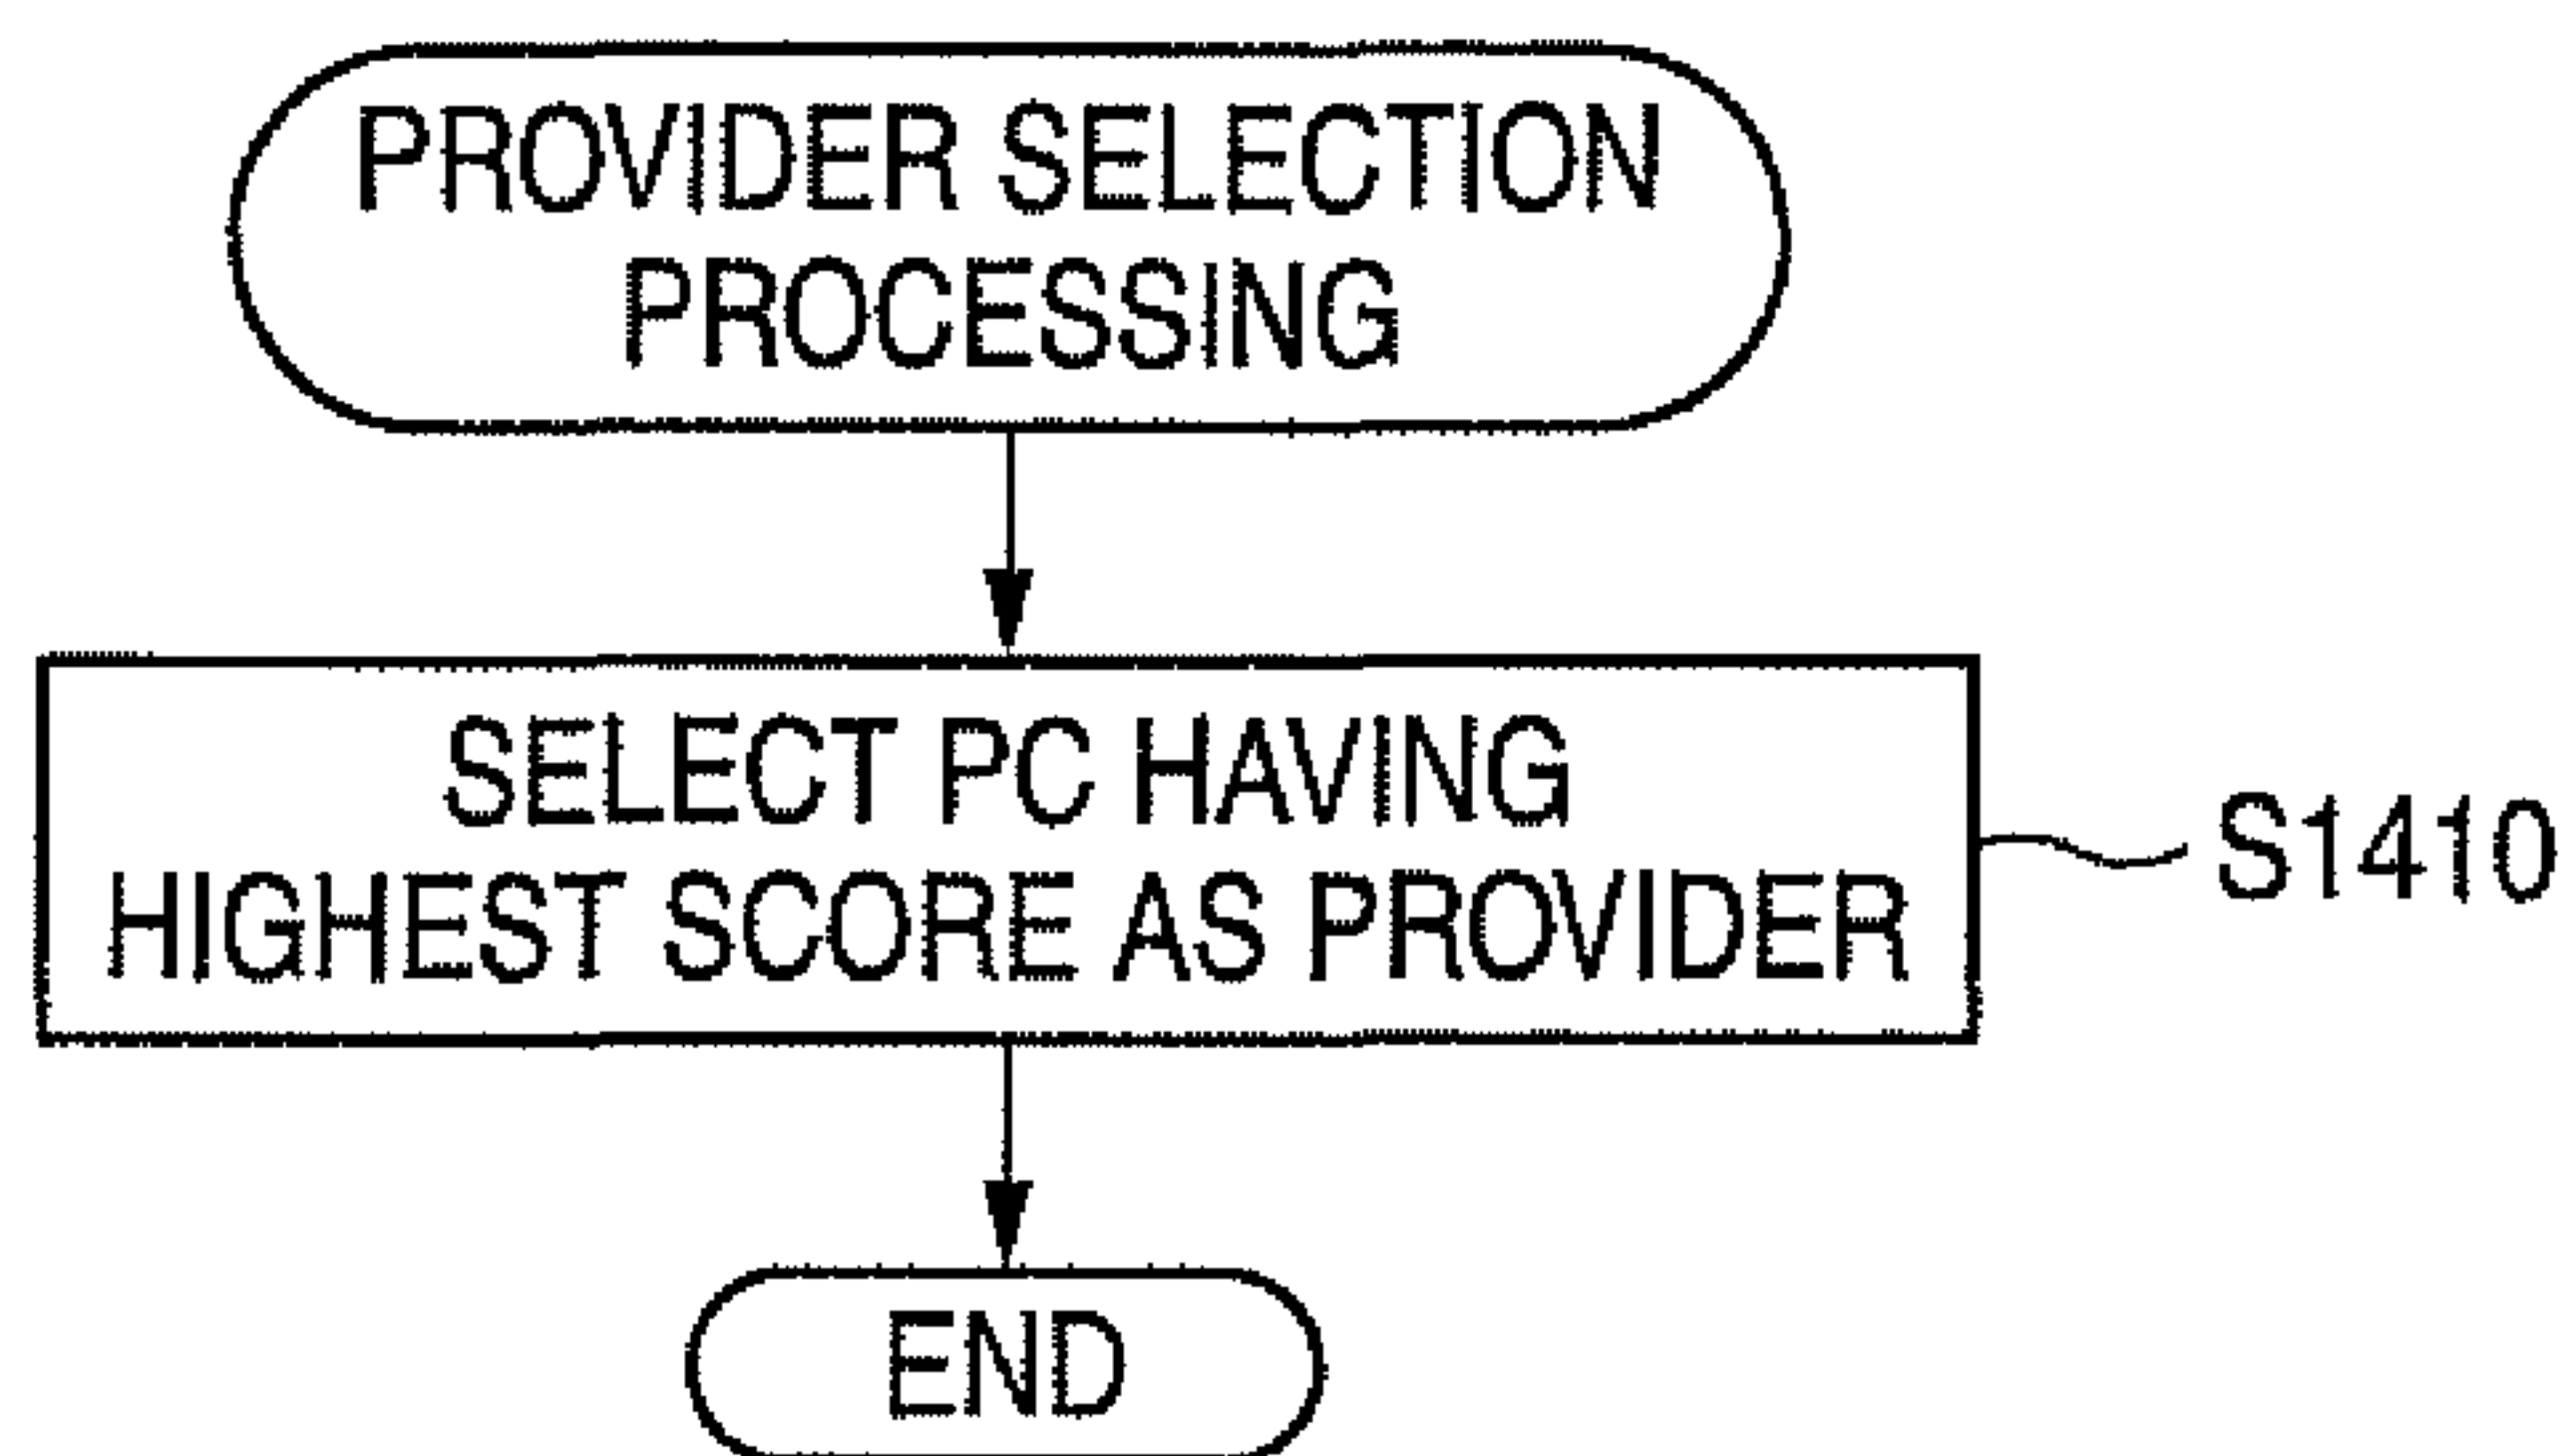 PROVIDER SELECTION
PROCESSING
SELECT PC HAVING
HIGHEST SCORE AS PROVIDER
S1410
END